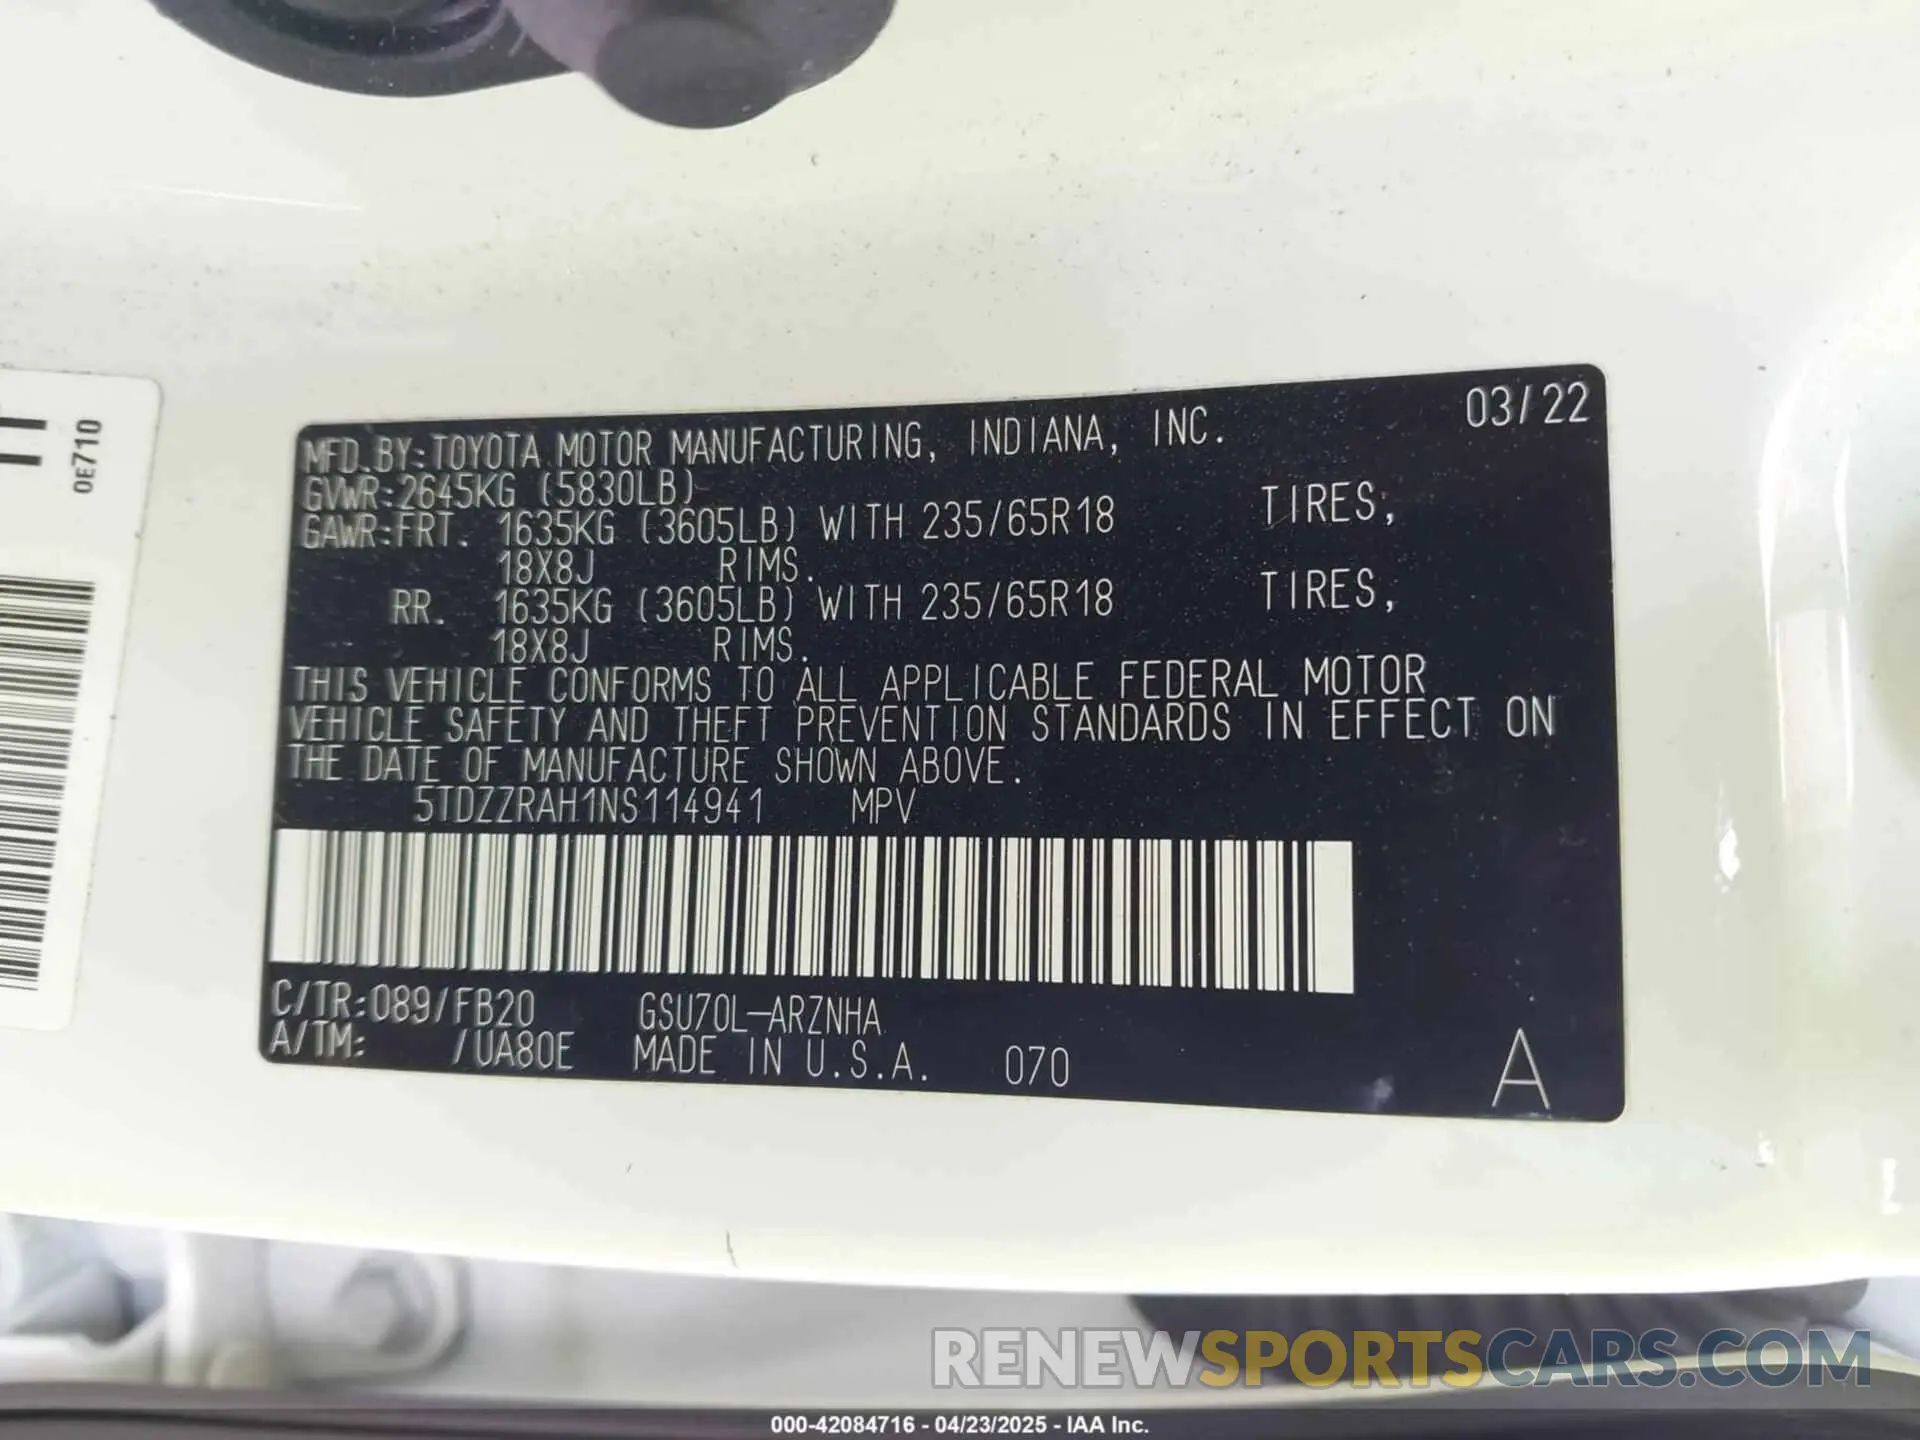 MFD.BY:TOYOTA MOTOR MANUFACTURING, INDIANA, INC. 03/22
GVWR:2645KG (5830LB)
GAWR:FRT. 1635KG (3605LB) WITH 235/65R18 TIRES,
18X8J RIMS.
RR. 1635KG (3605LB) WITH 235/65R18 TIRES,
18X8J RIMS.
THIS VEHICLE CONFORMS TO ALL APPLICABLE FEDERAL MOTOR
VEHICLE SAFETY AND THEFT PREVENTION STANDARDS IN EFFECT ON
THE DATE OF MANUFACTURE SHOWN ABOVE.
5TDZZRAH1NS114941 MPV
C/TR:089/FB20 GSU70L-ARZNHA
A/TM: /UA80E MADE IN U.S.A. 070 A
0E710
RENEWSPORTSCARS.COM
000-42084716 - 04/23/2025 - IAA Inc.